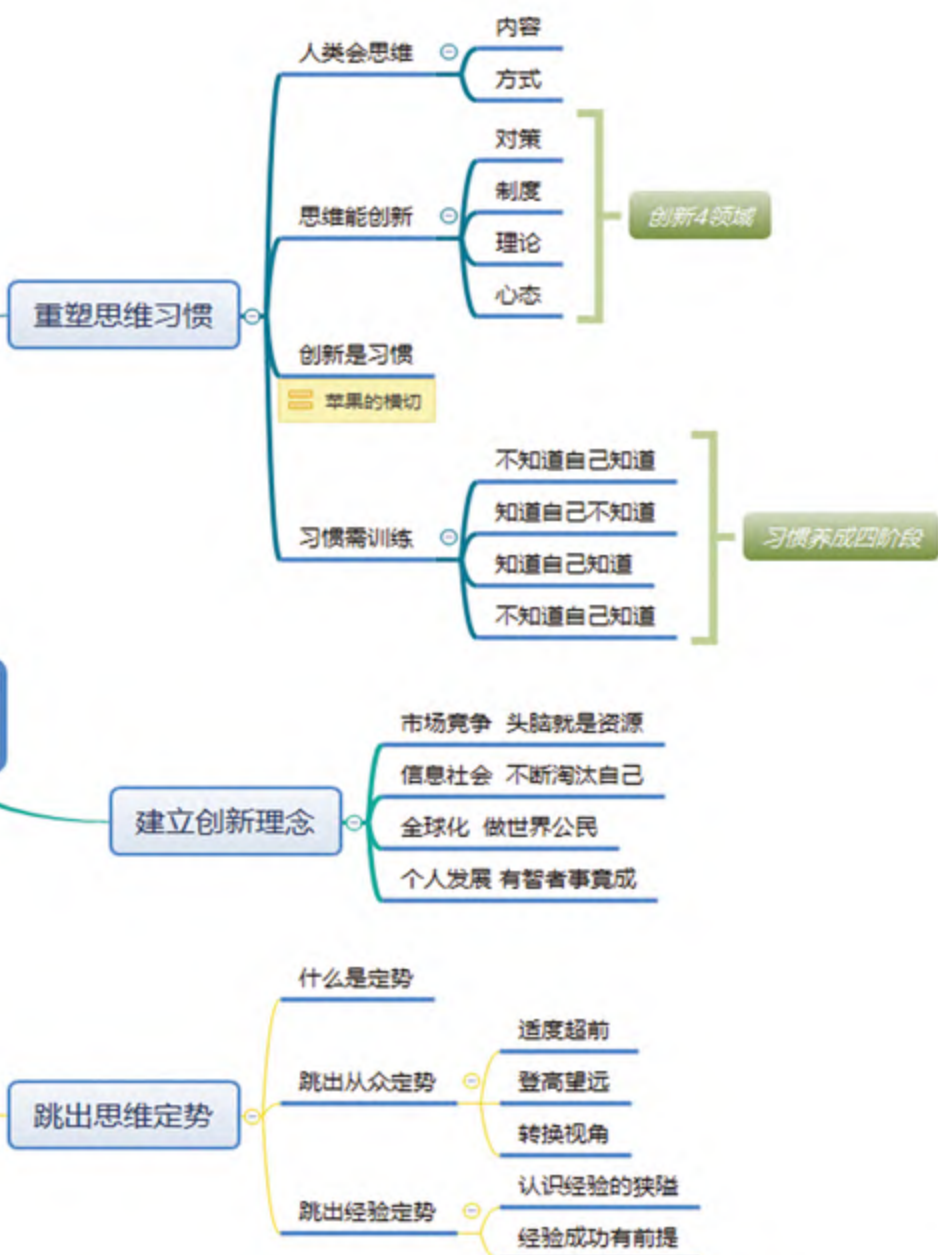 重塑思维习惯
人类会思维
内容
方式
思维能创新
对策
制度
理论
心态
创新4领域
创新是习惯
苹果的横切
习惯需训练
不知道自己知道
知道自己不知道
知道自己知道
不知道自己知道
习惯养成四阶段
建立创新理念
市场竞争 头脑就是资源
信息社会 不断淘汰自己
全球化 做世界公民
个人发展 有智者事竟成
跳出思维定势
什么是定势
跳出从众定势
适度超前
登高望远
转换视角
跳出经验定势
认识经验的狭隘
经验成功有前提